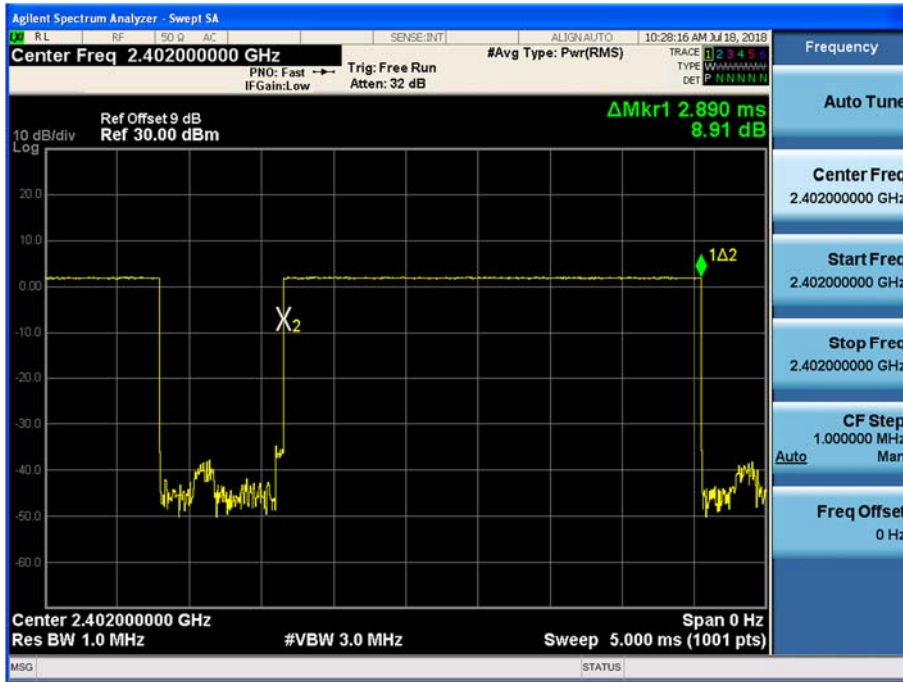 Agilent Spectrum Analyzer - Swept SA
LXI RL RF 50 Ω AC SENSE:INT ALIGN AUTO 10:28:16 AM Jul 18, 2018
Center Freq 2.402000000 GHz #Avg Type: Pwr(RMS) TRACE 1 2 3 4 5 6
PNO: Fast Trig: Free Run TYPE WWWWWW
IFGain:Low Atten: 32 dB DET P N N N N N
Frequency
Auto Tune
Center Freq
2.402000000 GHz
Start Freq
2.402000000 GHz
Stop Freq
2.402000000 GHz
CF Step
1.000000 MHz
Auto Man
Freq Offset
0 Hz
ΔMkr1 2.890 ms
8.91 dB
Ref Offset 9 dB
10 dB/div Ref 30.00 dBm
Log
20.0
10.0
1Δ2
0.00
2
-10.0
-20.0
-30.0
-40.0
-50.0
-60.0
Center 2.402000000 GHz Span 0 Hz
Res BW 1.0 MHz #VBW 3.0 MHz Sweep 5.000 ms (1001 pts)
MSG STATUS